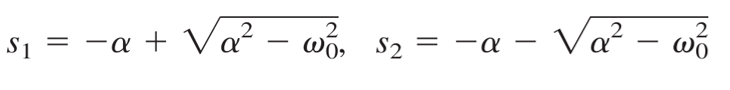 s₁ = −α + √(α² − ω₀²), s₂ = −α − √(α² − ω₀²)